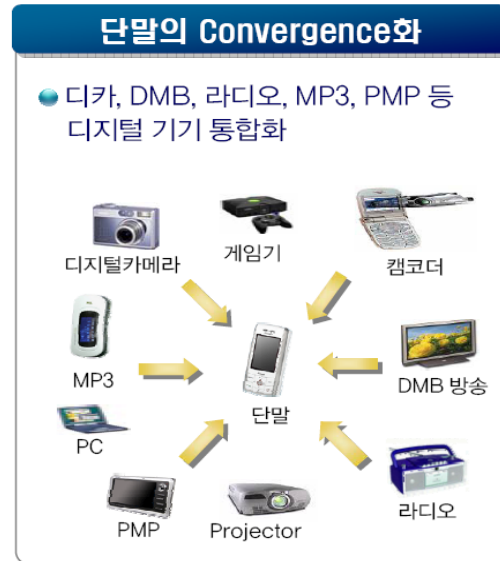 단말의 Convergence화
디카, DMB, 라디오, MP3, PMP 등
디지털 기기 통합화
디지털카메라
게임기
캠코더
MP3
단말
DMB 방송
PC
PMP
Projector
라디오